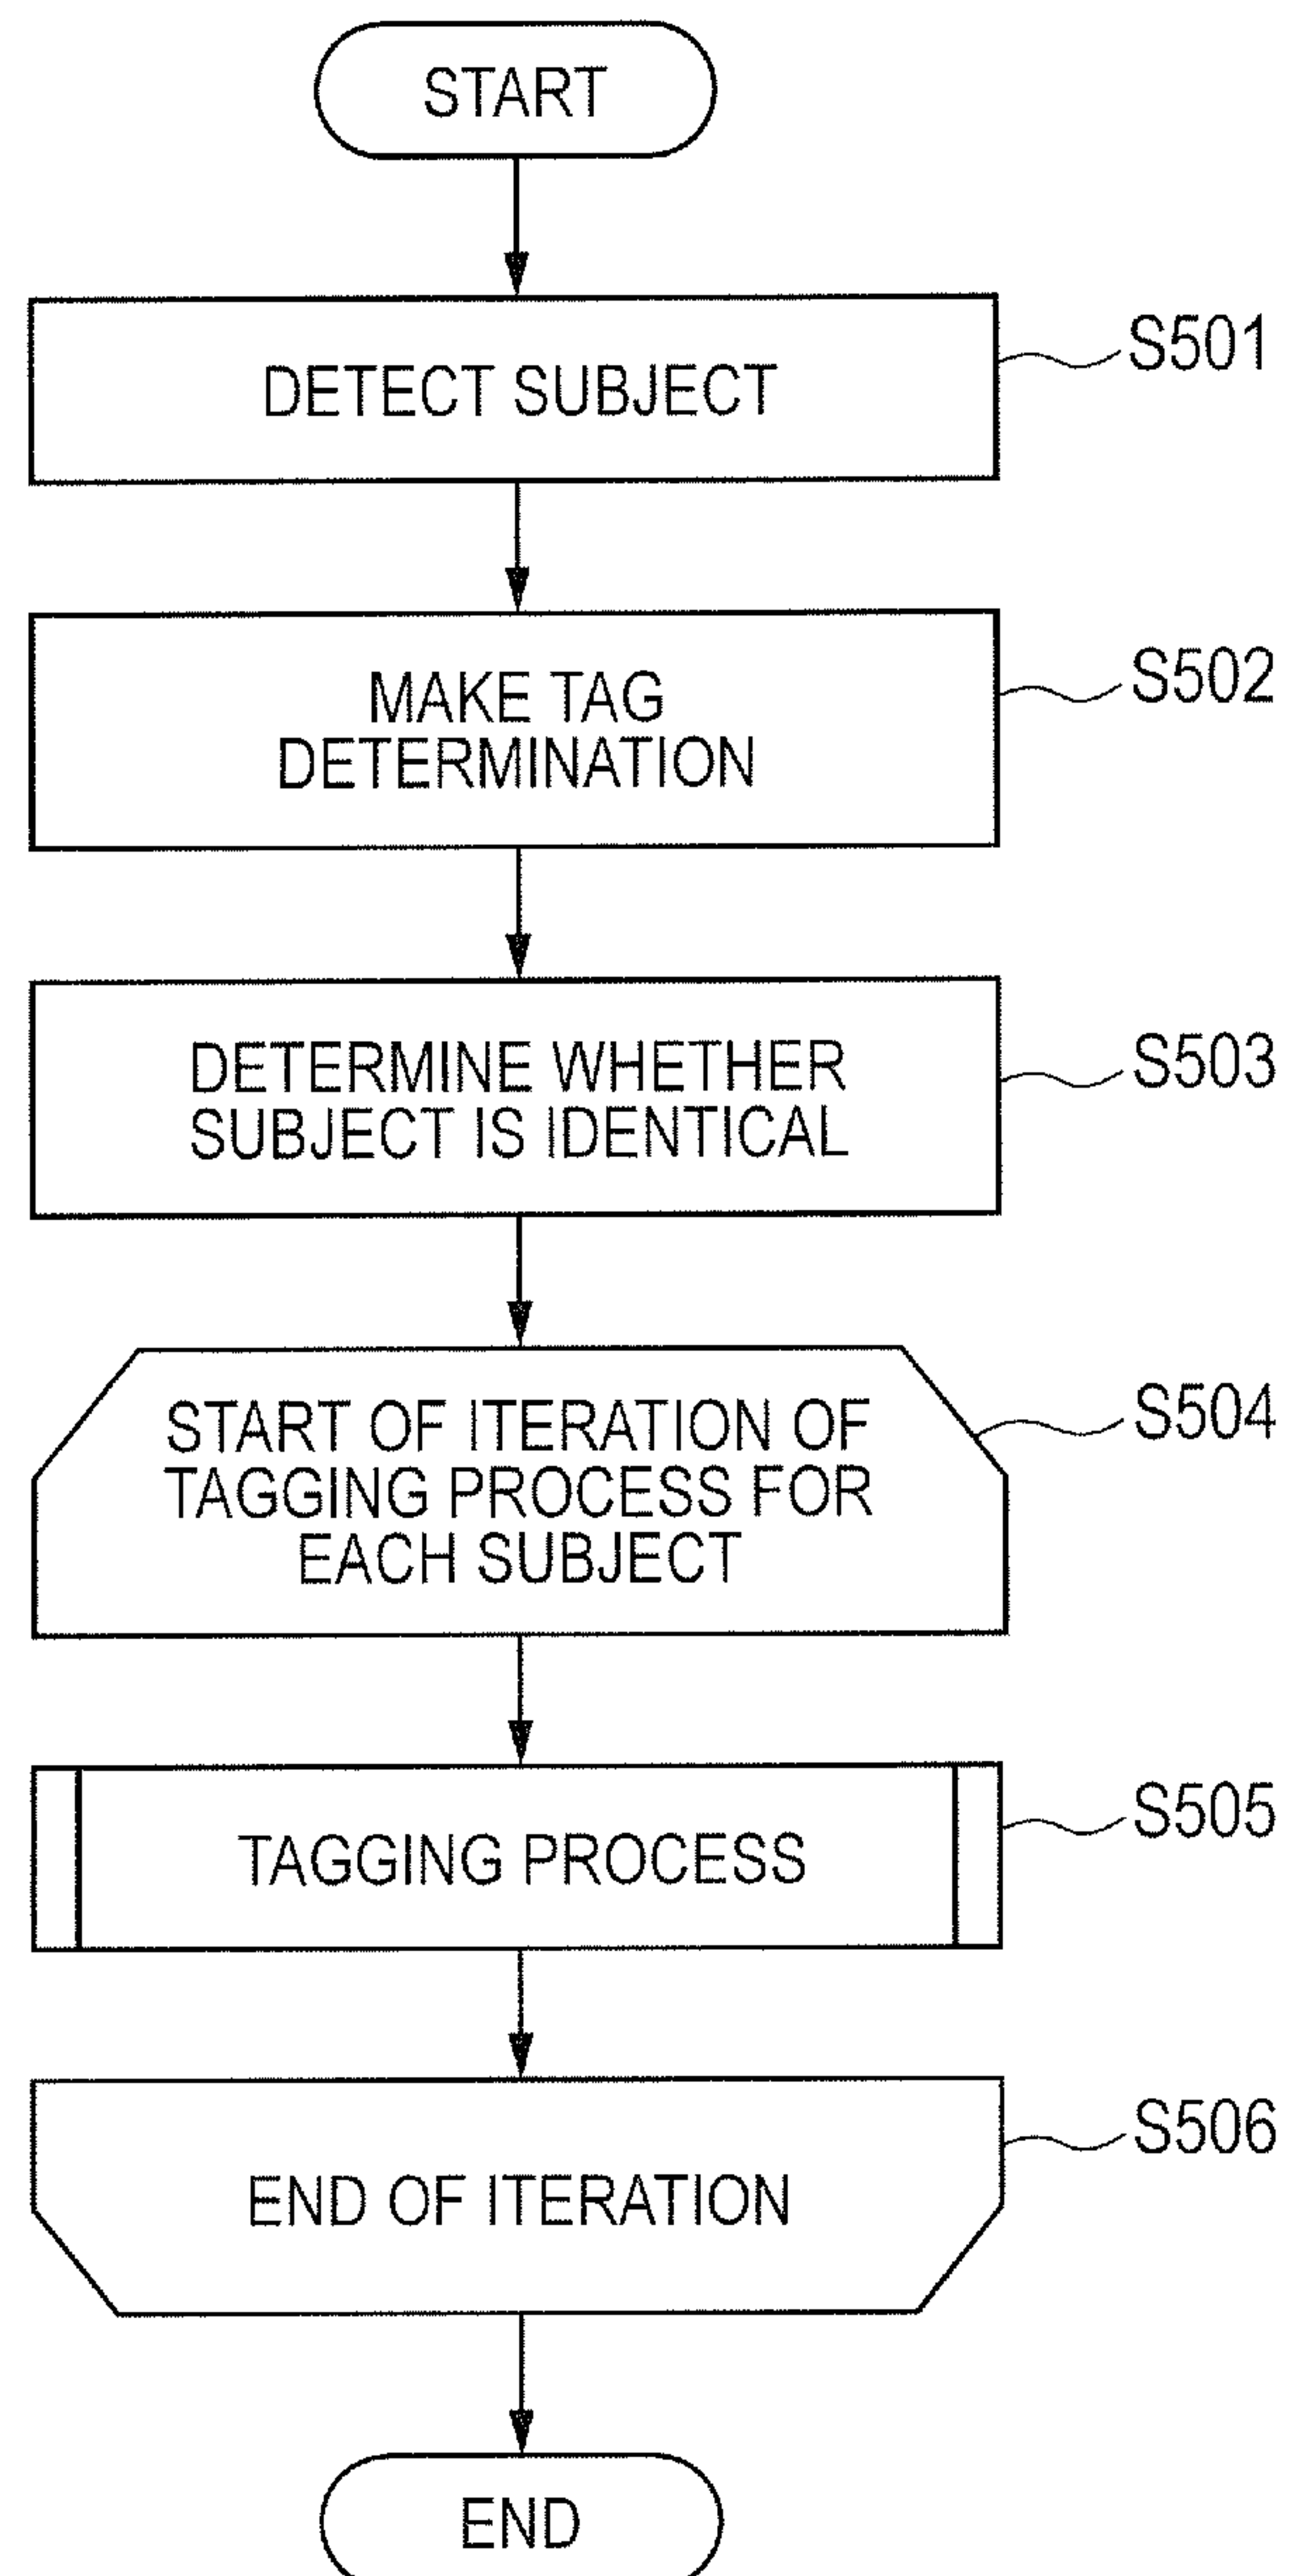 START
DETECT SUBJECT
S501
MAKE TAG
DETERMINATION
S502
DETERMINE WHETHER
SUBJECT IS IDENTICAL
S503
START OF ITERATION OF
TAGGING PROCESS FOR
EACH SUBJECT
S504
TAGGING PROCESS
S505
END OF ITERATION
S506
END